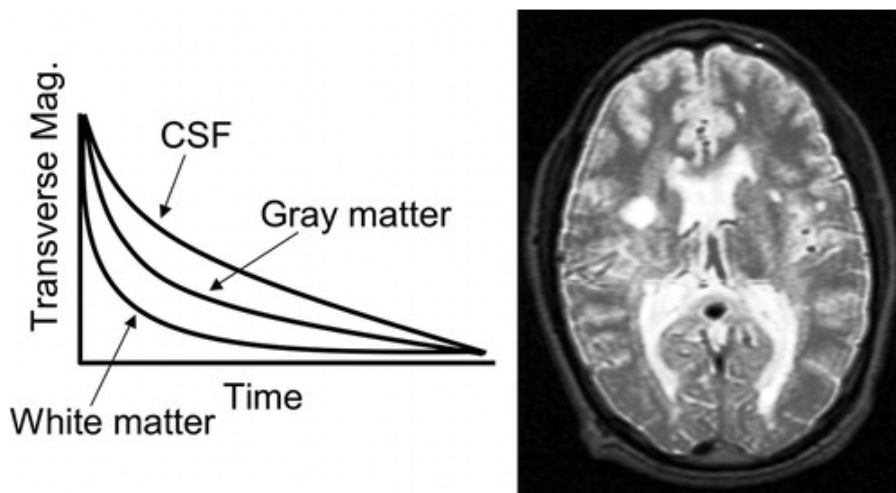 Transverse Mag.
CSF
Gray matter
White matter
Time